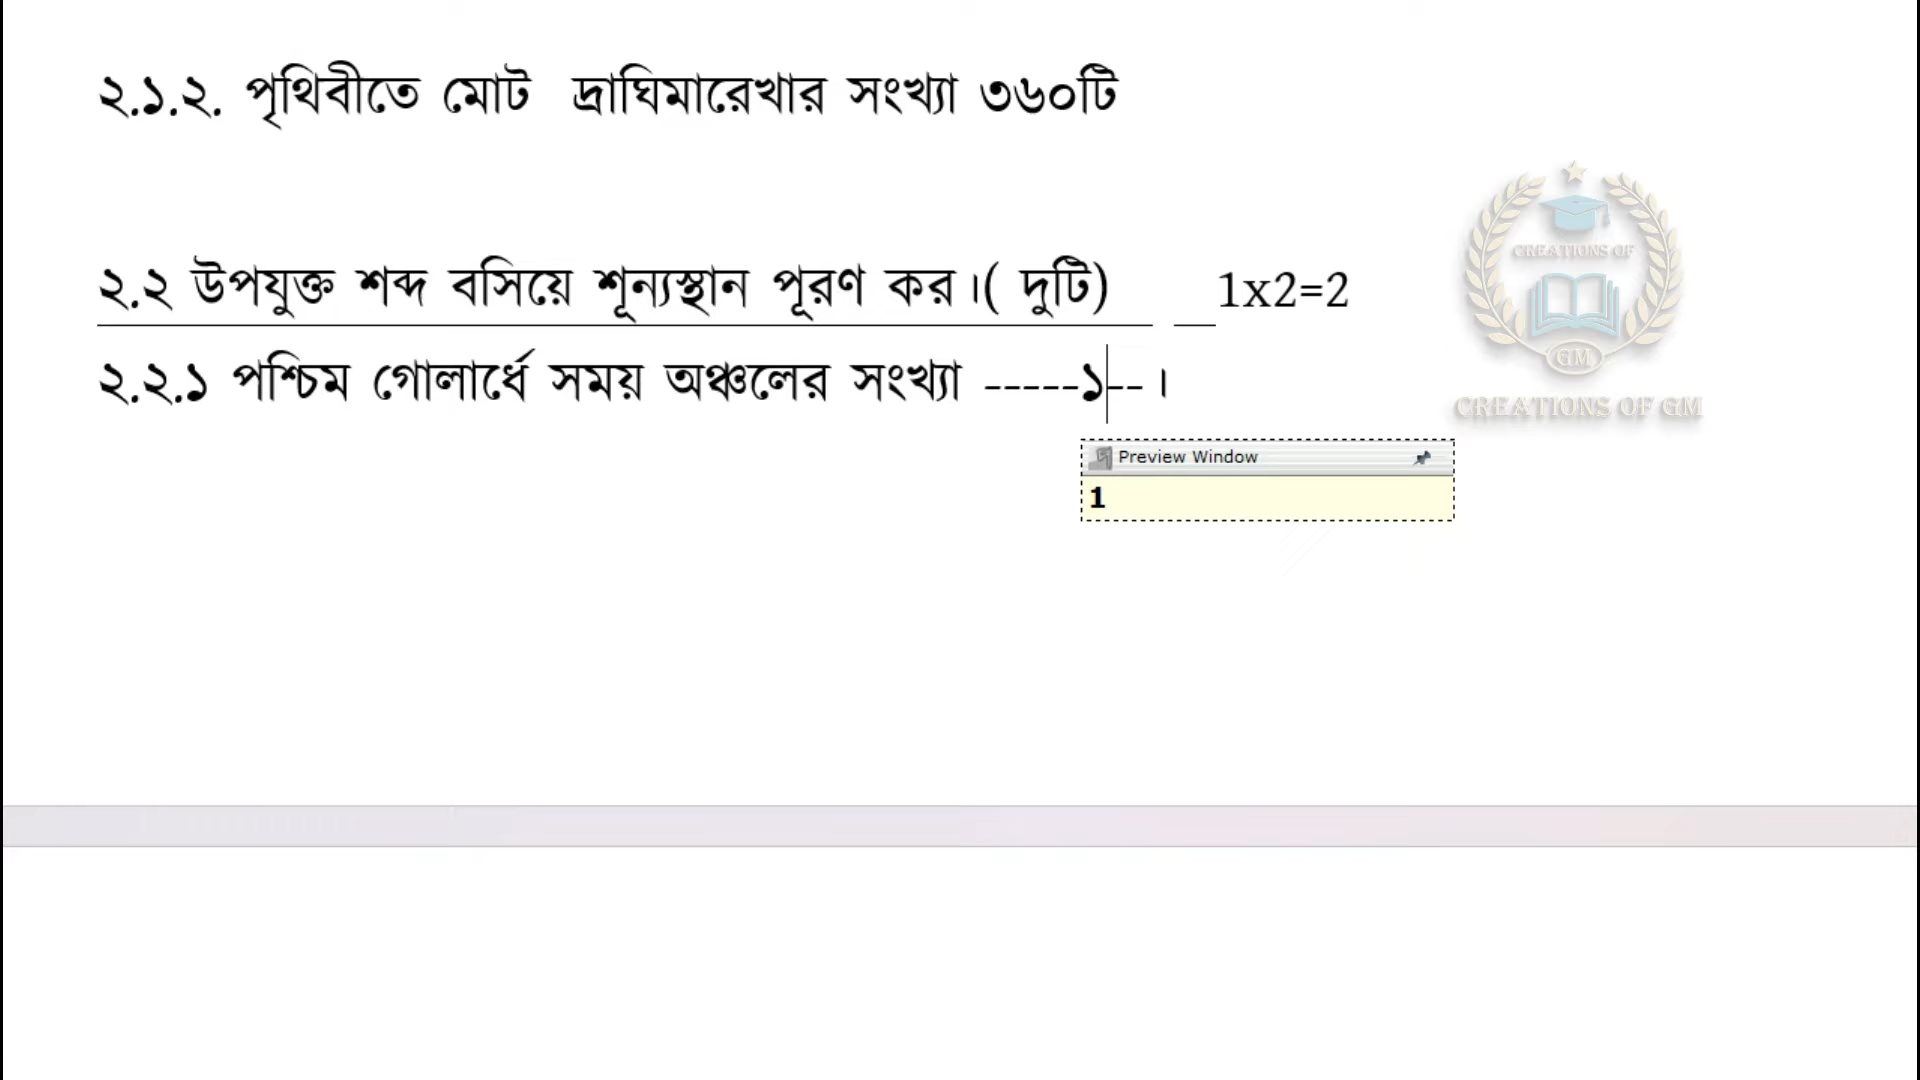 ২.১.২. পৃথিবীতে মোট দ্রাঘিমারেখার সংখ্যা ৩৬০টি
২.২ উপযুক্ত শব্দ বসিয়ে শূন্যস্থান পূরণ কর।( দুটি) __1x2=2
২.২.১ পশ্চিম গোলার্ধে সময় অঞ্চলের সংখ্যা -----১--।
Preview Window
1
CREATIONS OF
GM
CREATIONS OF GM